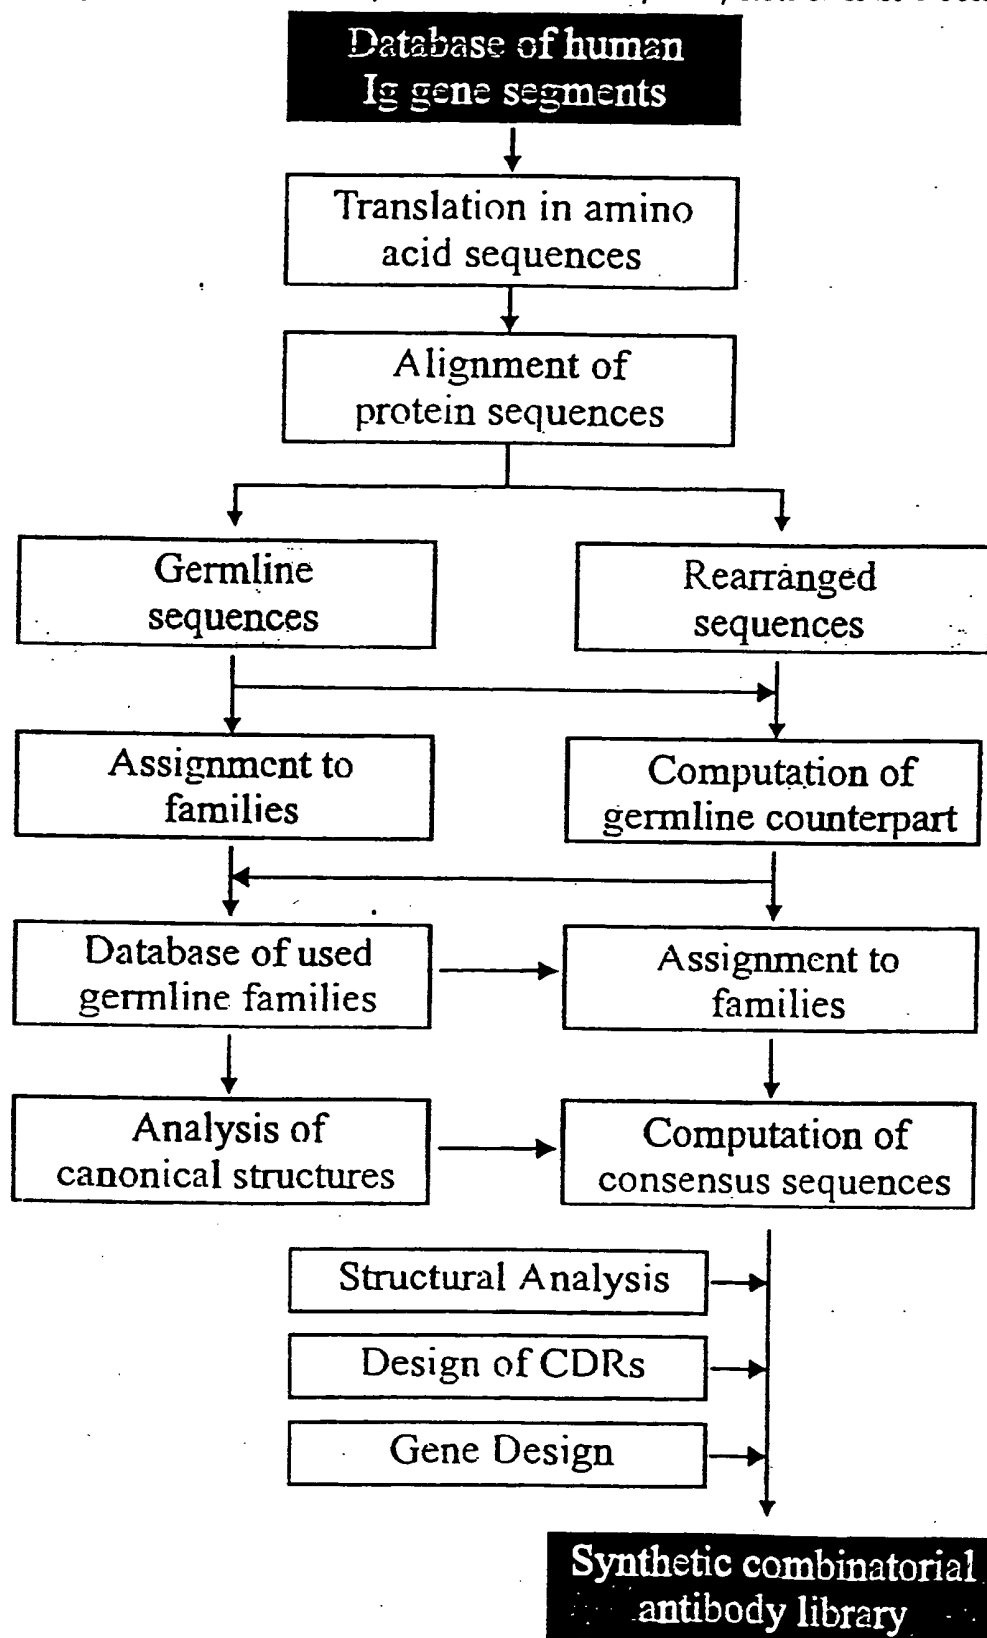 Database of human
Ig gene segments
Translation in amino
acid sequences
Alignment of
protein sequences
Germline
sequences
Rearranged
sequences
Assignment to
families
Computation of
germline counterpart
Database of used
germline families
Assignment to
families
Analysis of
canonical structures
Computation of
consensus sequences
Structural Analysis
Design of CDRs
Gene Design
Synthetic combinatorial
antibody library